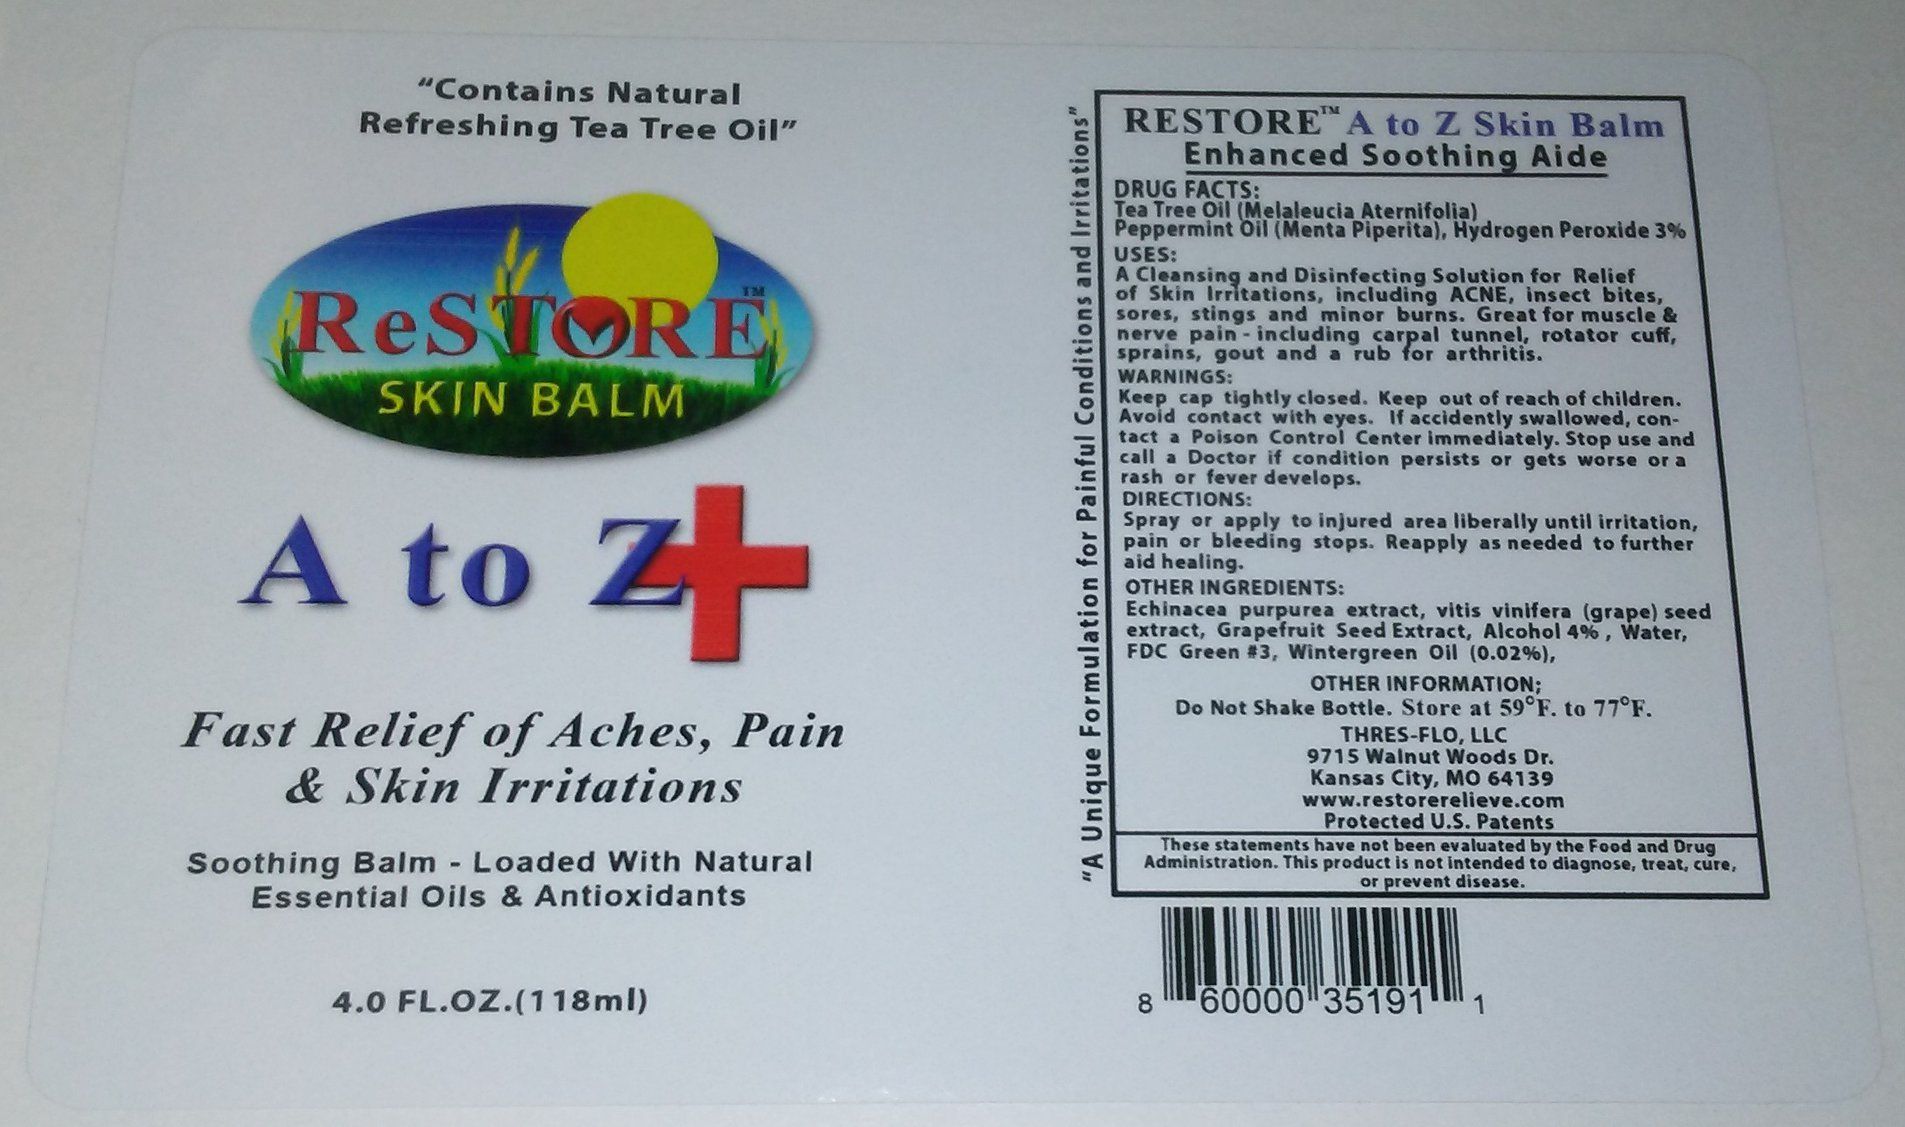 "Contains Natural
Refreshing Tea Tree Oil"
ReSTORE™
SKIN BALM
A to Z
Fast Relief of Aches, Pain
& Skin Irritations
Soothing Balm - Loaded With Natural
Essential Oils & Antioxidants
4.0 FL.OZ.(118ml)
"A Unique Formulation for Painful Conditions and Irritations"
RESTORE™ A to Z Skin Balm
Enhanced Soothing Aide
DRUG FACTS:
Tea Tree Oil (Melaleucia Aternifolia)
Peppermint Oil (Menta Piperita), Hydrogen Peroxide 3%
USES:
A Cleansing and Disinfecting Solution for Relief
of Skin Irritations, including ACNE, insect bites,
sores, stings and minor burns. Great for muscle &
nerve pain - including carpal tunnel, rotator cuff,
sprains, gout and a rub for arthritis.
WARNINGS:
Keep cap tightly closed. Keep out of reach of children.
Avoid contact with eyes. If accidently swallowed, con-
tact a Poison Control Center immediately. Stop use and
call a Doctor if condition persists or gets worse or a
rash or fever develops.
DIRECTIONS:
Spray or apply to injured area liberally until irritation,
pain or bleeding stops. Reapply as needed to further
aid healing.
OTHER INGREDIENTS:
Echinacea purpurea extract, vitis vinifera (grape) seed
extract, Grapefruit Seed Extract, Alcohol 4% , Water,
FDC Green #3, Wintergreen Oil (0.02%),
OTHER INFORMATION;
Do Not Shake Bottle. Store at 59°F. to 77°F.
THRES-FLO, LLC
9715 Walnut Woods Dr.
Kansas City, MO 64139
www.restorerelieve.com
Protected U.S. Patents
These statements have not been evaluated by the Food and Drug
Administration. This product is not intended to diagnose, treat, cure,
or prevent disease.
8 60000 35191 1